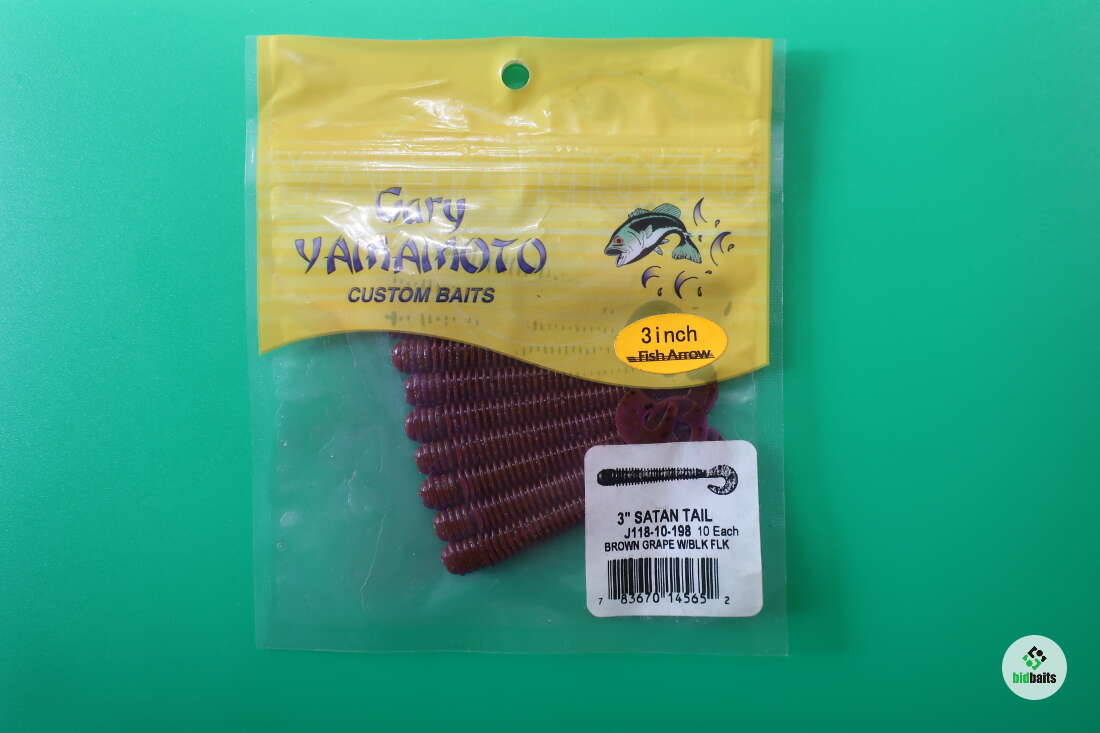 Gary
YAMAMOTO
CUSTOM BAITS
3inch
Fish Arrow
3" SATAN TAIL
J118-10-198 10 Each
BROWN GRAPE W/BLK FLK
7 83670 14565 2
bidbaits